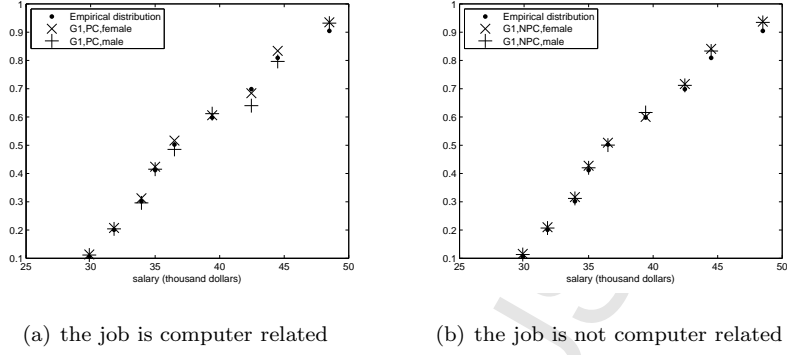 1
0.9
0.8
0.7
0.6
0.5
0.4
0.3
0.2
0.1
25 30 35 40 45 50
salary (thousand dollars)
Empirical distribution
G1,PC,female
G1,PC,male
(a) the job is computer related
1
0.9
0.8
0.7
0.6
0.5
0.4
0.3
0.2
0.1
25 30 35 40 45 50
salary (thousand dollars)
Empirical distribution
G1,NPC,female
G1,NPC,male
(b) the job is not computer related